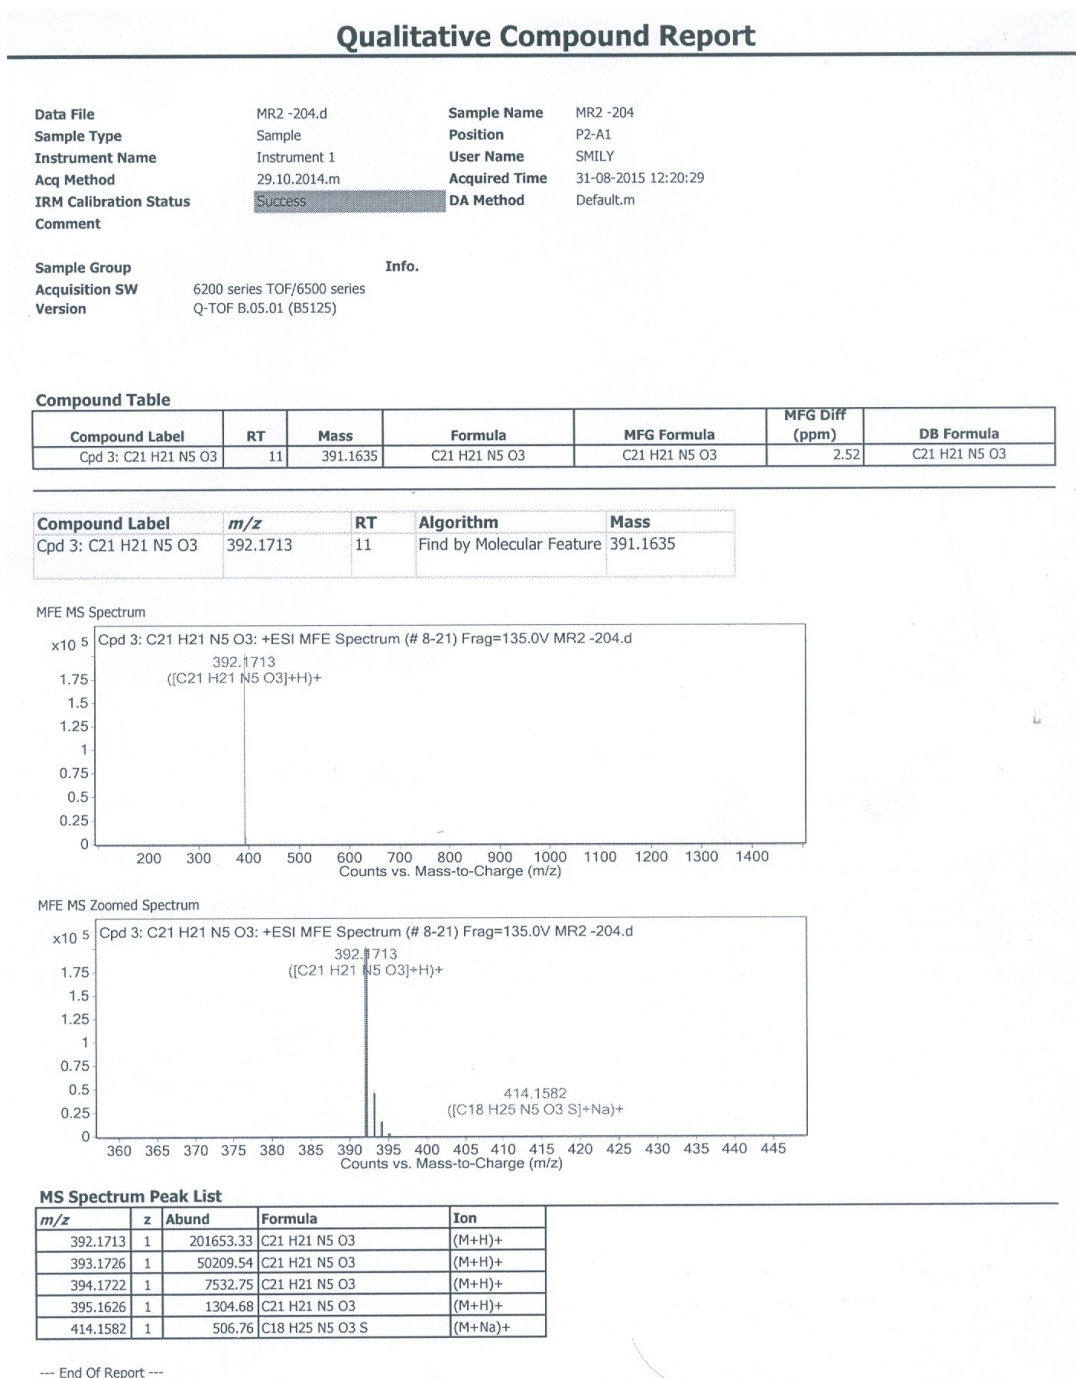 Qualitative Compound Report
Data File MR2 -204.d Sample Name MR2 -204
Sample Type Sample Position P2-A1
Instrument Name Instrument 1 User Name SMILY
Acq Method 29.10.2014.m Acquired Time 31-08-2015 12:20:29
IRM Calibration Status Success DA Method Default.m
Comment
Sample Group Info.
Acquisition SW 6200 series TOF/6500 series
Version Q-TOF B.05.01 (B5125)
Compound Table
Compound Label RT Mass Formula MFG Formula MFG Diff (ppm) DB Formula
Cpd 3: C21 H21 N5 O3 11 391.1635 C21 H21 N5 O3 C21 H21 N5 O3 2.52 C21 H21 N5 O3
Compound Label m/z RT Algorithm Mass
Cpd 3: C21 H21 N5 O3 392.1713 11 Find by Molecular Feature 391.1635
MFE MS Spectrum
x10 5 Cpd 3: C21 H21 N5 O3: +ESI MFE Spectrum (# 8-21) Frag=135.0V MR2 -204.d
392.1713
([C21 H21 N5 O3]+H)+
1.75
1.5
1.25
1
0.75
0.5
0.25
0
200 300 400 500 600 700 800 900 1000 1100 1200 1300 1400
Counts vs. Mass-to-Charge (m/z)
MFE MS Zoomed Spectrum
x10 5 Cpd 3: C21 H21 N5 O3: +ESI MFE Spectrum (# 8-21) Frag=135.0V MR2 -204.d
392.1713
([C21 H21 N5 O3]+H)+
1.75
1.5
1.25
1
0.75
0.5
414.1582
([C18 H25 N5 O3 S]+Na)+
0.25
0
360 365 370 375 380 385 390 395 400 405 410 415 420 425 430 435 440 445
Counts vs. Mass-to-Charge (m/z)
MS Spectrum Peak List
m/z z Abund Formula Ion
392.1713 1 201653.33 C21 H21 N5 O3 (M+H)+
393.1726 1 50209.54 C21 H21 N5 O3 (M+H)+
394.1722 1 7532.75 C21 H21 N5 O3 (M+H)+
395.1626 1 1304.68 C21 H21 N5 O3 (M+H)+
414.1582 1 506.76 C18 H25 N5 O3 S (M+Na)+
--- End Of Report ---